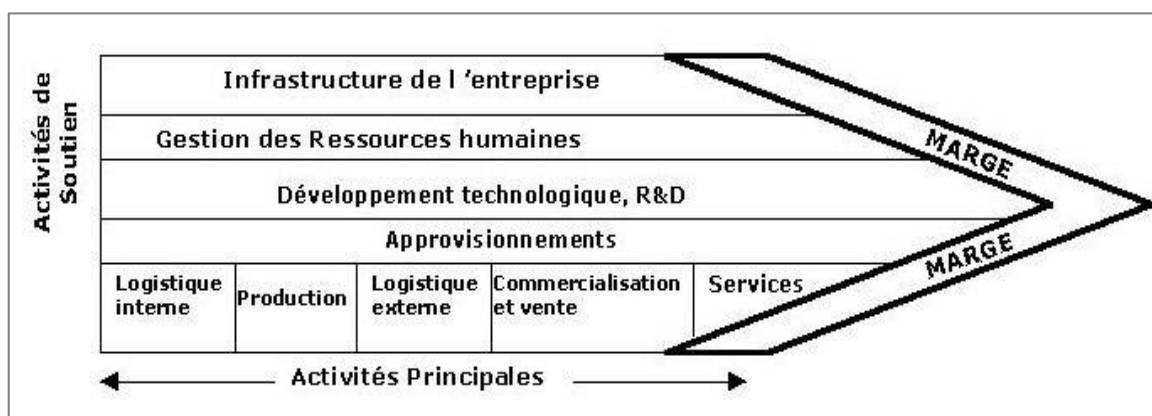 Activités de
Soutien
Infrastructure de l 'entreprise
Gestion des Ressources humaines
Développement technologique, R&D
Approvisionnements
Logistique
interne
Production
Logistique
externe
Commercialisation
et vente
Services
MARGE
MARGE
Activités Principales